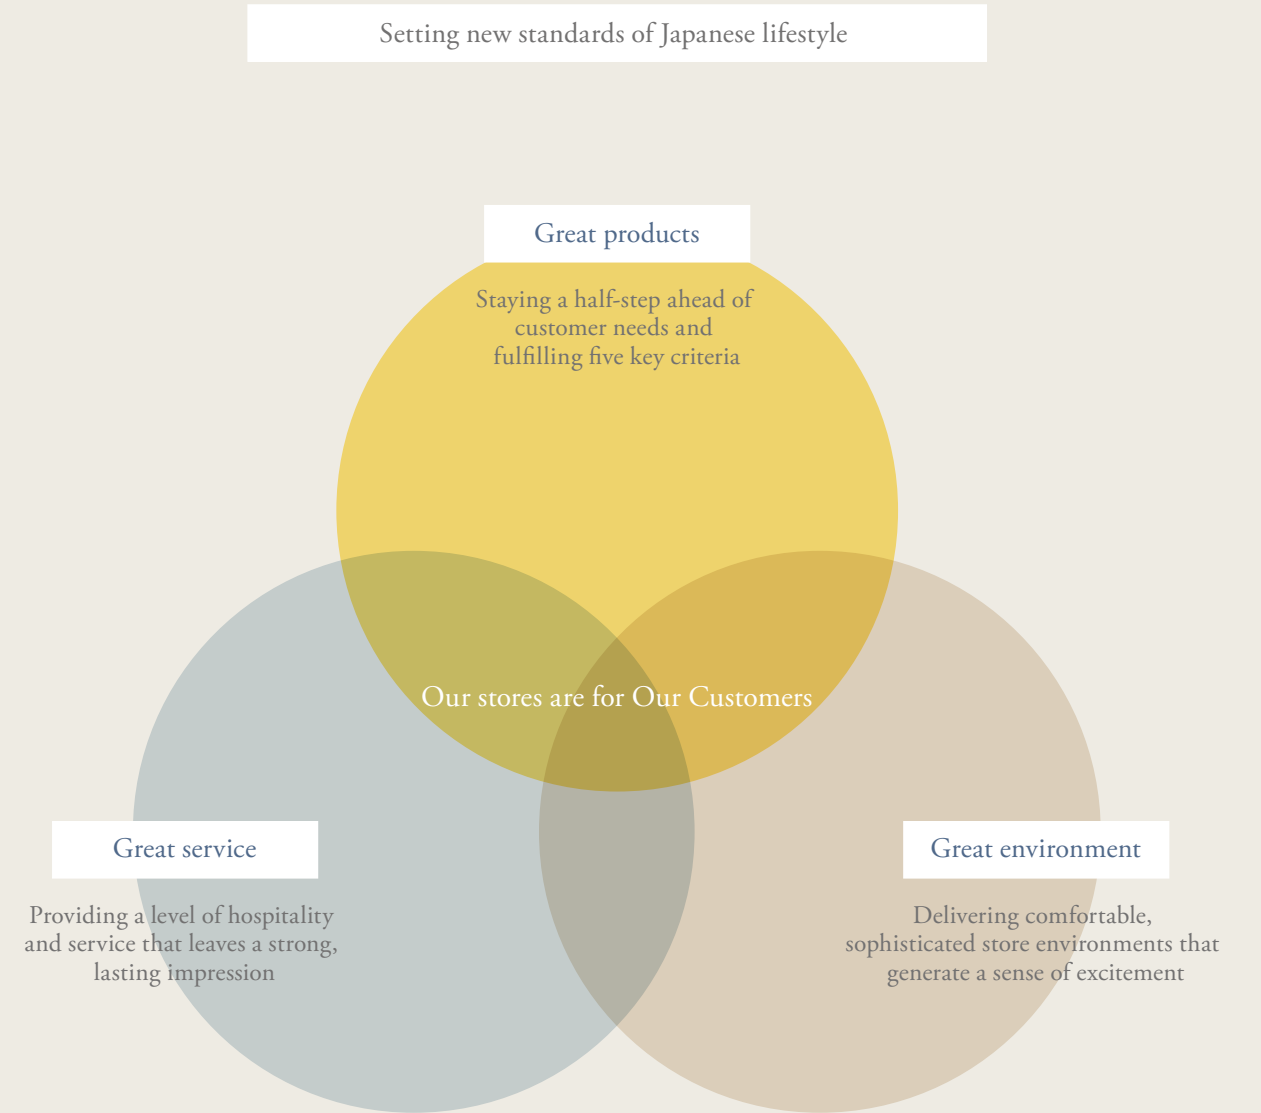 Setting new standards of Japanese lifestyle
Great products
Staying a half-step ahead of
customer needs and
fulfilling five key criteria
Our stores are for Our Customers
Great service
Providing a level of hospitality
and service that leaves a strong,
lasting impression
Great environment
Delivering comfortable,
sophisticated store environments that
generate a sense of excitement